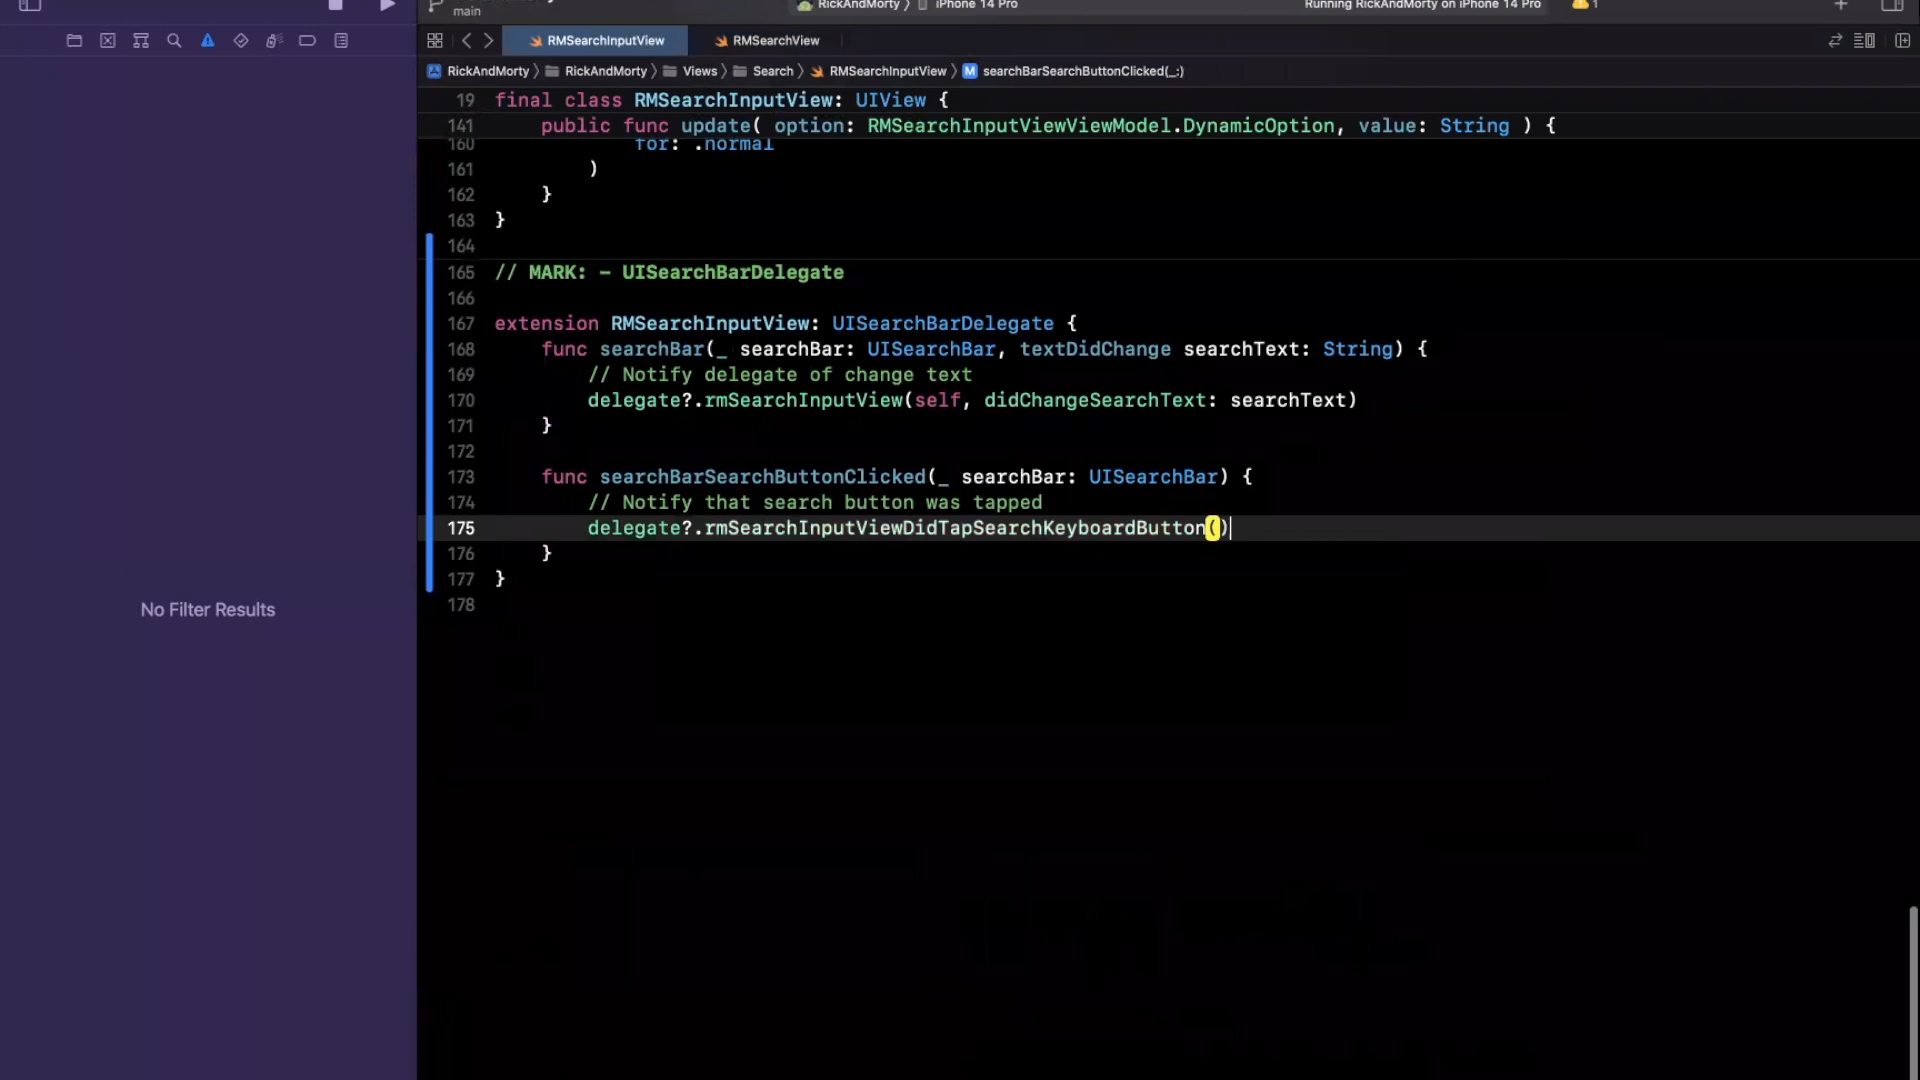 main
RickAndMorty 〉 iPhone 14 Pro
Running RickAndMorty on iPhone 14 Pro
1
RMSearchInputView
RMSearchView
RickAndMorty 〉 RickAndMorty 〉 Views 〉 Search 〉 RMSearchInputView 〉 M searchBarSearchButtonClicked(_:)
19 final class RMSearchInputView: UIView {
141 public func update( option: RMSearchInputViewViewModel.DynamicOption, value: String ) {
160 for: .normal
161 )
162 }
163 }
164
165 // MARK: - UISearchBarDelegate
166
167 extension RMSearchInputView: UISearchBarDelegate {
168 func searchBar(_ searchBar: UISearchBar, textDidChange searchText: String) {
169 // Notify delegate of change text
170 delegate?.rmSearchInputView(self, didChangeSearchText: searchText)
171 }
172
173 func searchBarSearchButtonClicked(_ searchBar: UISearchBar) {
174 // Notify that search button was tapped
175 delegate?.rmSearchInputViewDidTapSearchKeyboardButton()
176 }
177 }
178
No Filter Results